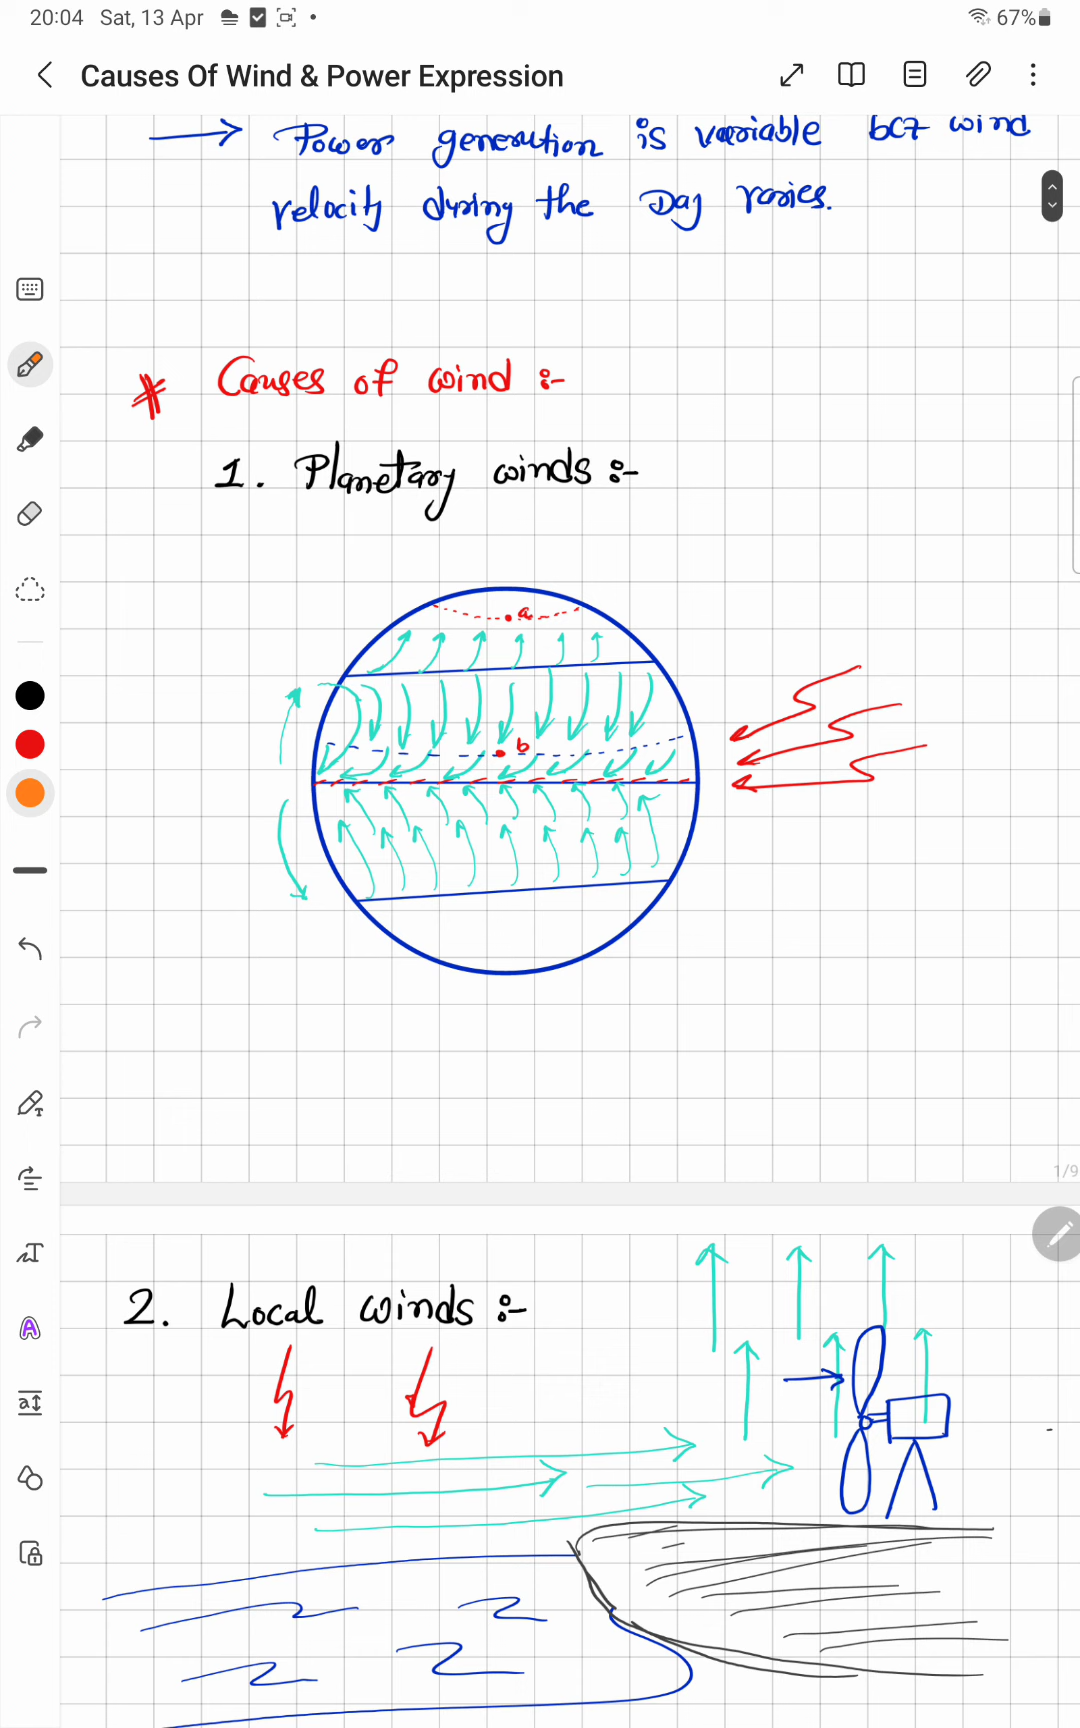 20:04 Sat, 13 Apr 67%
Causes Of Wind & Power Expression
→ Power generation is variable bcz wind
velocity during the Day varies.
* Causes of wind :-
1. Planetary winds :-
a
b
1/9
2. Local winds :-